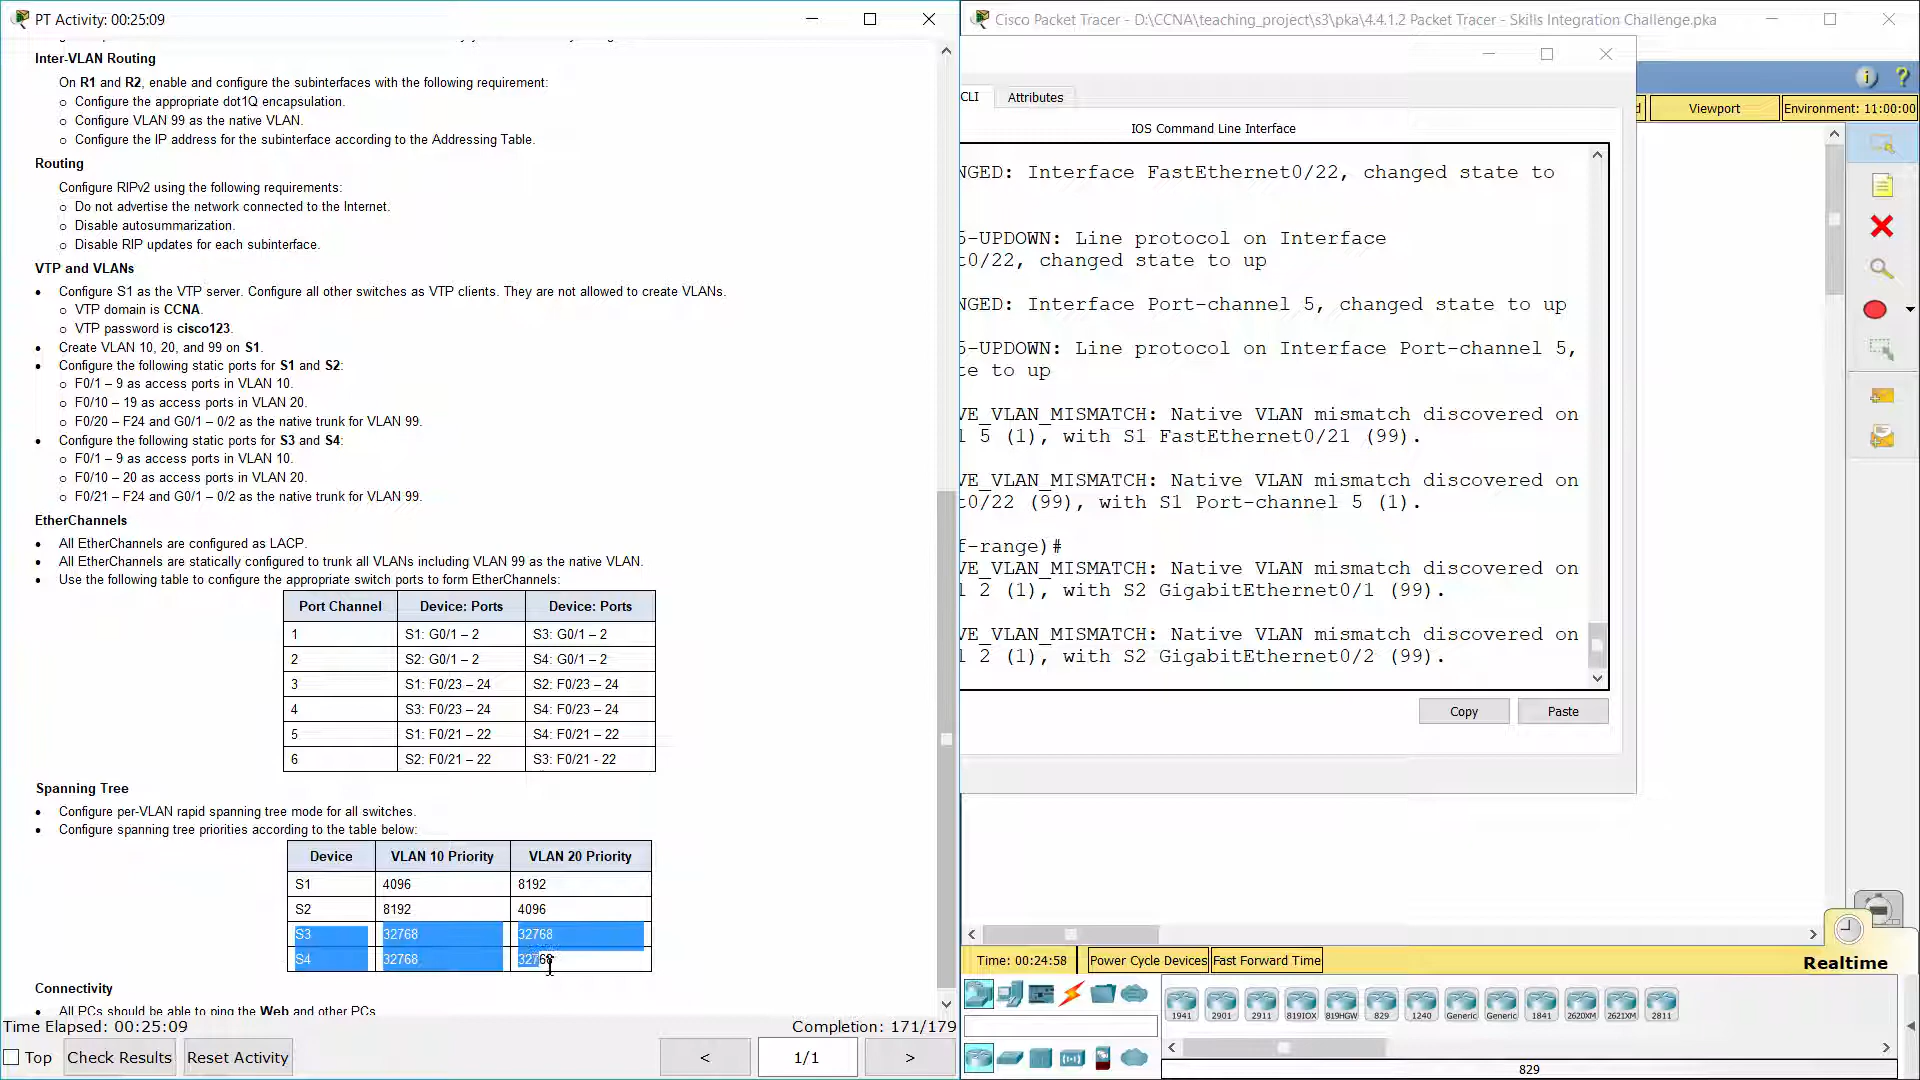 PT Activity: 00:25:09
Inter-VLAN Routing
On R1 and R2, enable and configure the subinterfaces with the following requirement:
o Configure the appropriate dot1Q encapsulation.
o Configure VLAN 99 as the native VLAN.
o Configure the IP address for the subinterface according to the Addressing Table.
Routing
Configure RIPv2 using the following requirements:
o Do not advertise the network connected to the Internet.
o Disable autosummarization.
o Disable RIP updates for each subinterface.
VTP and VLANs
• Configure S1 as the VTP server. Configure all other switches as VTP clients. They are not allowed to create VLANs.
o VTP domain is CCNA.
o VTP password is cisco123.
• Create VLAN 10, 20, and 99 on S1.
• Configure the following static ports for S1 and S2:
o F0/1 – 9 as access ports in VLAN 10.
o F0/10 – 19 as access ports in VLAN 20.
o F0/20 – F24 and G0/1 – 0/2 as the native trunk for VLAN 99.
• Configure the following static ports for S3 and S4:
o F0/1 – 9 as access ports in VLAN 10.
o F0/10 – 20 as access ports in VLAN 20.
o F0/21 – F24 and G0/1 – 0/2 as the native trunk for VLAN 99.
EtherChannels
• All EtherChannels are configured as LACP.
• All EtherChannels are statically configured to trunk all VLANs including VLAN 99 as the native VLAN.
• Use the following table to configure the appropriate switch ports to form EtherChannels:
Port Channel Device: Ports Device: Ports
1 S1: G0/1 – 2 S3: G0/1 – 2
2 S2: G0/1 – 2 S4: G0/1 – 2
3 S1: F0/23 – 24 S2: F0/23 – 24
4 S3: F0/23 – 24 S4: F0/23 – 24
5 S1: F0/21 – 22 S4: F0/21 – 22
6 S2: F0/21 – 22 S3: F0/21 - 22
Spanning Tree
• Configure per-VLAN rapid spanning tree mode for all switches.
• Configure spanning tree priorities according to the table below:
Device VLAN 10 Priority VLAN 20 Priority
S1 4096 8192
S2 8192 4096
S3 32768 32768
S4 32768 32768
Connectivity
• All PCs should be able to ping the Web and other PCs
Time Elapsed: 00:25:09 Completion: 171/179
Top Check Results Reset Activity < 1/1 >
Cisco Packet Tracer - D:\CCNA\teaching_project\s3\pka\4.4.1.2 Packet Tracer - Skills Integration Challenge.pka
CLI Attributes
d Viewport Environment: 11:00:00
IOS Command Line Interface
NGED: Interface FastEthernet0/22, changed state to
5-UPDOWN: Line protocol on Interface
t0/22, changed state to up
NGED: Interface Port-channel 5, changed state to up
5-UPDOWN: Line protocol on Interface Port-channel 5,
te to up
VE_VLAN_MISMATCH: Native VLAN mismatch discovered on
l 5 (1), with S1 FastEthernet0/21 (99).
VE_VLAN_MISMATCH: Native VLAN mismatch discovered on
t0/22 (99), with S1 Port-channel 5 (1).
f-range)#
VE_VLAN_MISMATCH: Native VLAN mismatch discovered on
l 2 (1), with S2 GigabitEthernet0/1 (99).
VE_VLAN_MISMATCH: Native VLAN mismatch discovered on
l 2 (1), with S2 GigabitEthernet0/2 (99).
Copy Paste
Time: 00:24:58 Power Cycle Devices Fast Forward Time
Realtime
1941 2901 2911 819IOX 819HGW 829 1240 Generic Generic 1841 2620XM 2621XM 2811
829